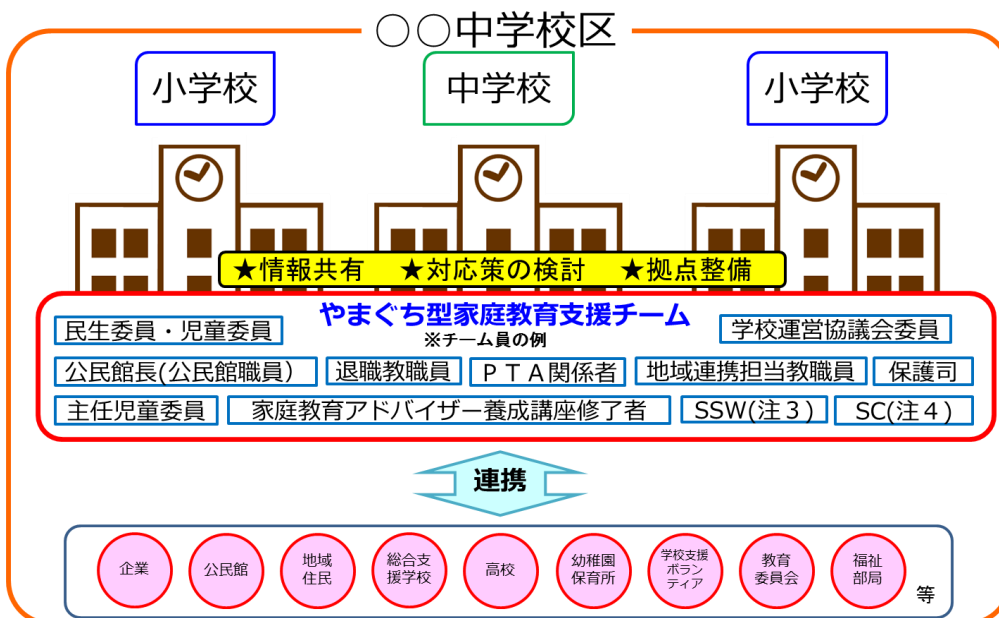 ○○中学校区
小学校
中学校
小学校
★情報共有　★対応策の検討　★拠点整備
やまぐち型家庭教育支援チーム
※チーム員の例
民生委員・児童委員
学校運営協議会委員
公民館長(公民館職員）
退職教職員
ＰＴＡ関係者
地域連携担当教職員
保護司
主任児童委員
家庭教育アドバイザー養成講座修了者
SSW(注３)
SC(注４)
連携
企業
公民館
地域
住民
総合支
援学校
高校
幼稚園
保育所
学校支援
ボラン
ティア
教育
委員会
福祉
部局
等